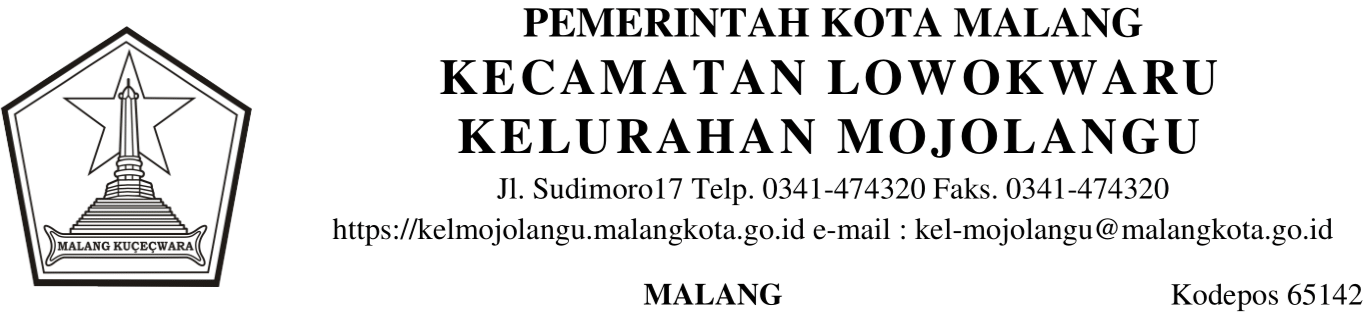 PEMERINTAH KOTA MALANG
KECAMATAN LOWOKWARU
KELURAHAN MOJOLANGU
Jl. Sudimoro17 Telp. 0341-474320 Faks. 0341-474320
https://kelmojolangu.malangkota.go.id e-mail : kel-mojolangu@malangkota.go.id
MALANG KUÇEÇWARA
MALANG Kodepos 65142